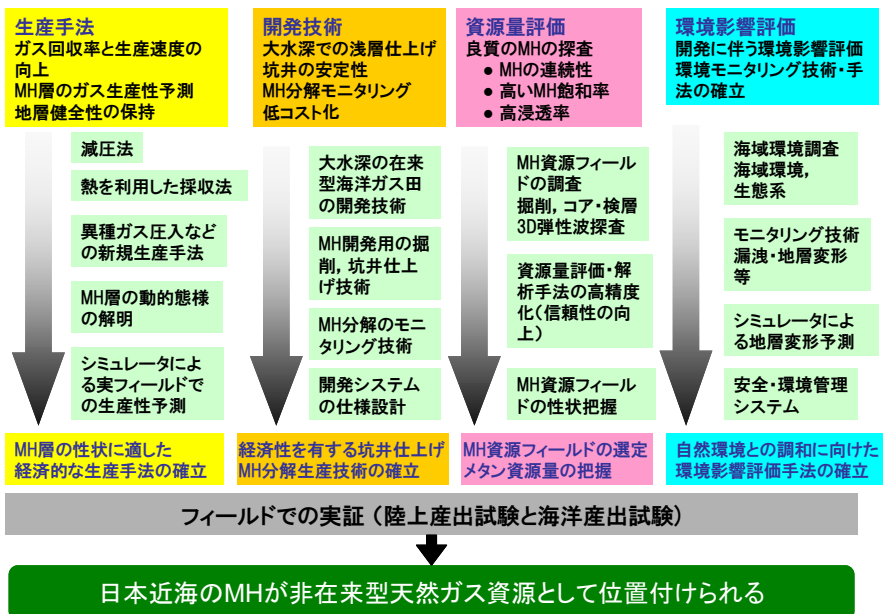 生産手法
ガス回収率と生産速度の
向上
MH層のガス生産性予測
地層健全性の保持
減圧法
熱を利用した採収法
異種ガス圧入など
の新規生産手法
MH層の動的態様
の解明
シミュレータによ
る実フィールドで
の生産性予測
MH層の性状に適した
経済的な生産手法の確立
開発技術
大水深での浅層仕上げ
坑井の安定性
MH分解モニタリング
低コスト化
大水深の在来
型海洋ガス田
の開発技術
MH開発用の掘
削，坑井仕上
げ技術
MH分解のモニ
タリング技術
開発システム
の仕様設計
経済性を有する坑井仕上げ
MH分解生産技術の確立
資源量評価
良質のMHの探査
● MHの連続性
● 高いMH飽和率
● 高浸透率
MH資源フィール
ドの調査
掘削，コア・検層
3D弾性波探査
資源量評価・解
析手法の高精度
化（信頼性の向
上）
MH資源フィール
ドの性状把握
MH資源フィールドの選定
メタン資源量の把握
環境影響評価
開発に伴う環境影響評価
環境モニタリング技術・手
法の確立
海域環境調査
海域環境，
生態系
モニタリング技術
漏洩・地層変形
等
シミュレータによ
る地層変形予測
安全・環境管理
システム
自然環境との調和に向けた
環境影響評価手法の確立
フィールドでの実証（陸上産出試験と海洋産出試験）
日本近海のMHが非在来型天然ガス資源として位置付けられる